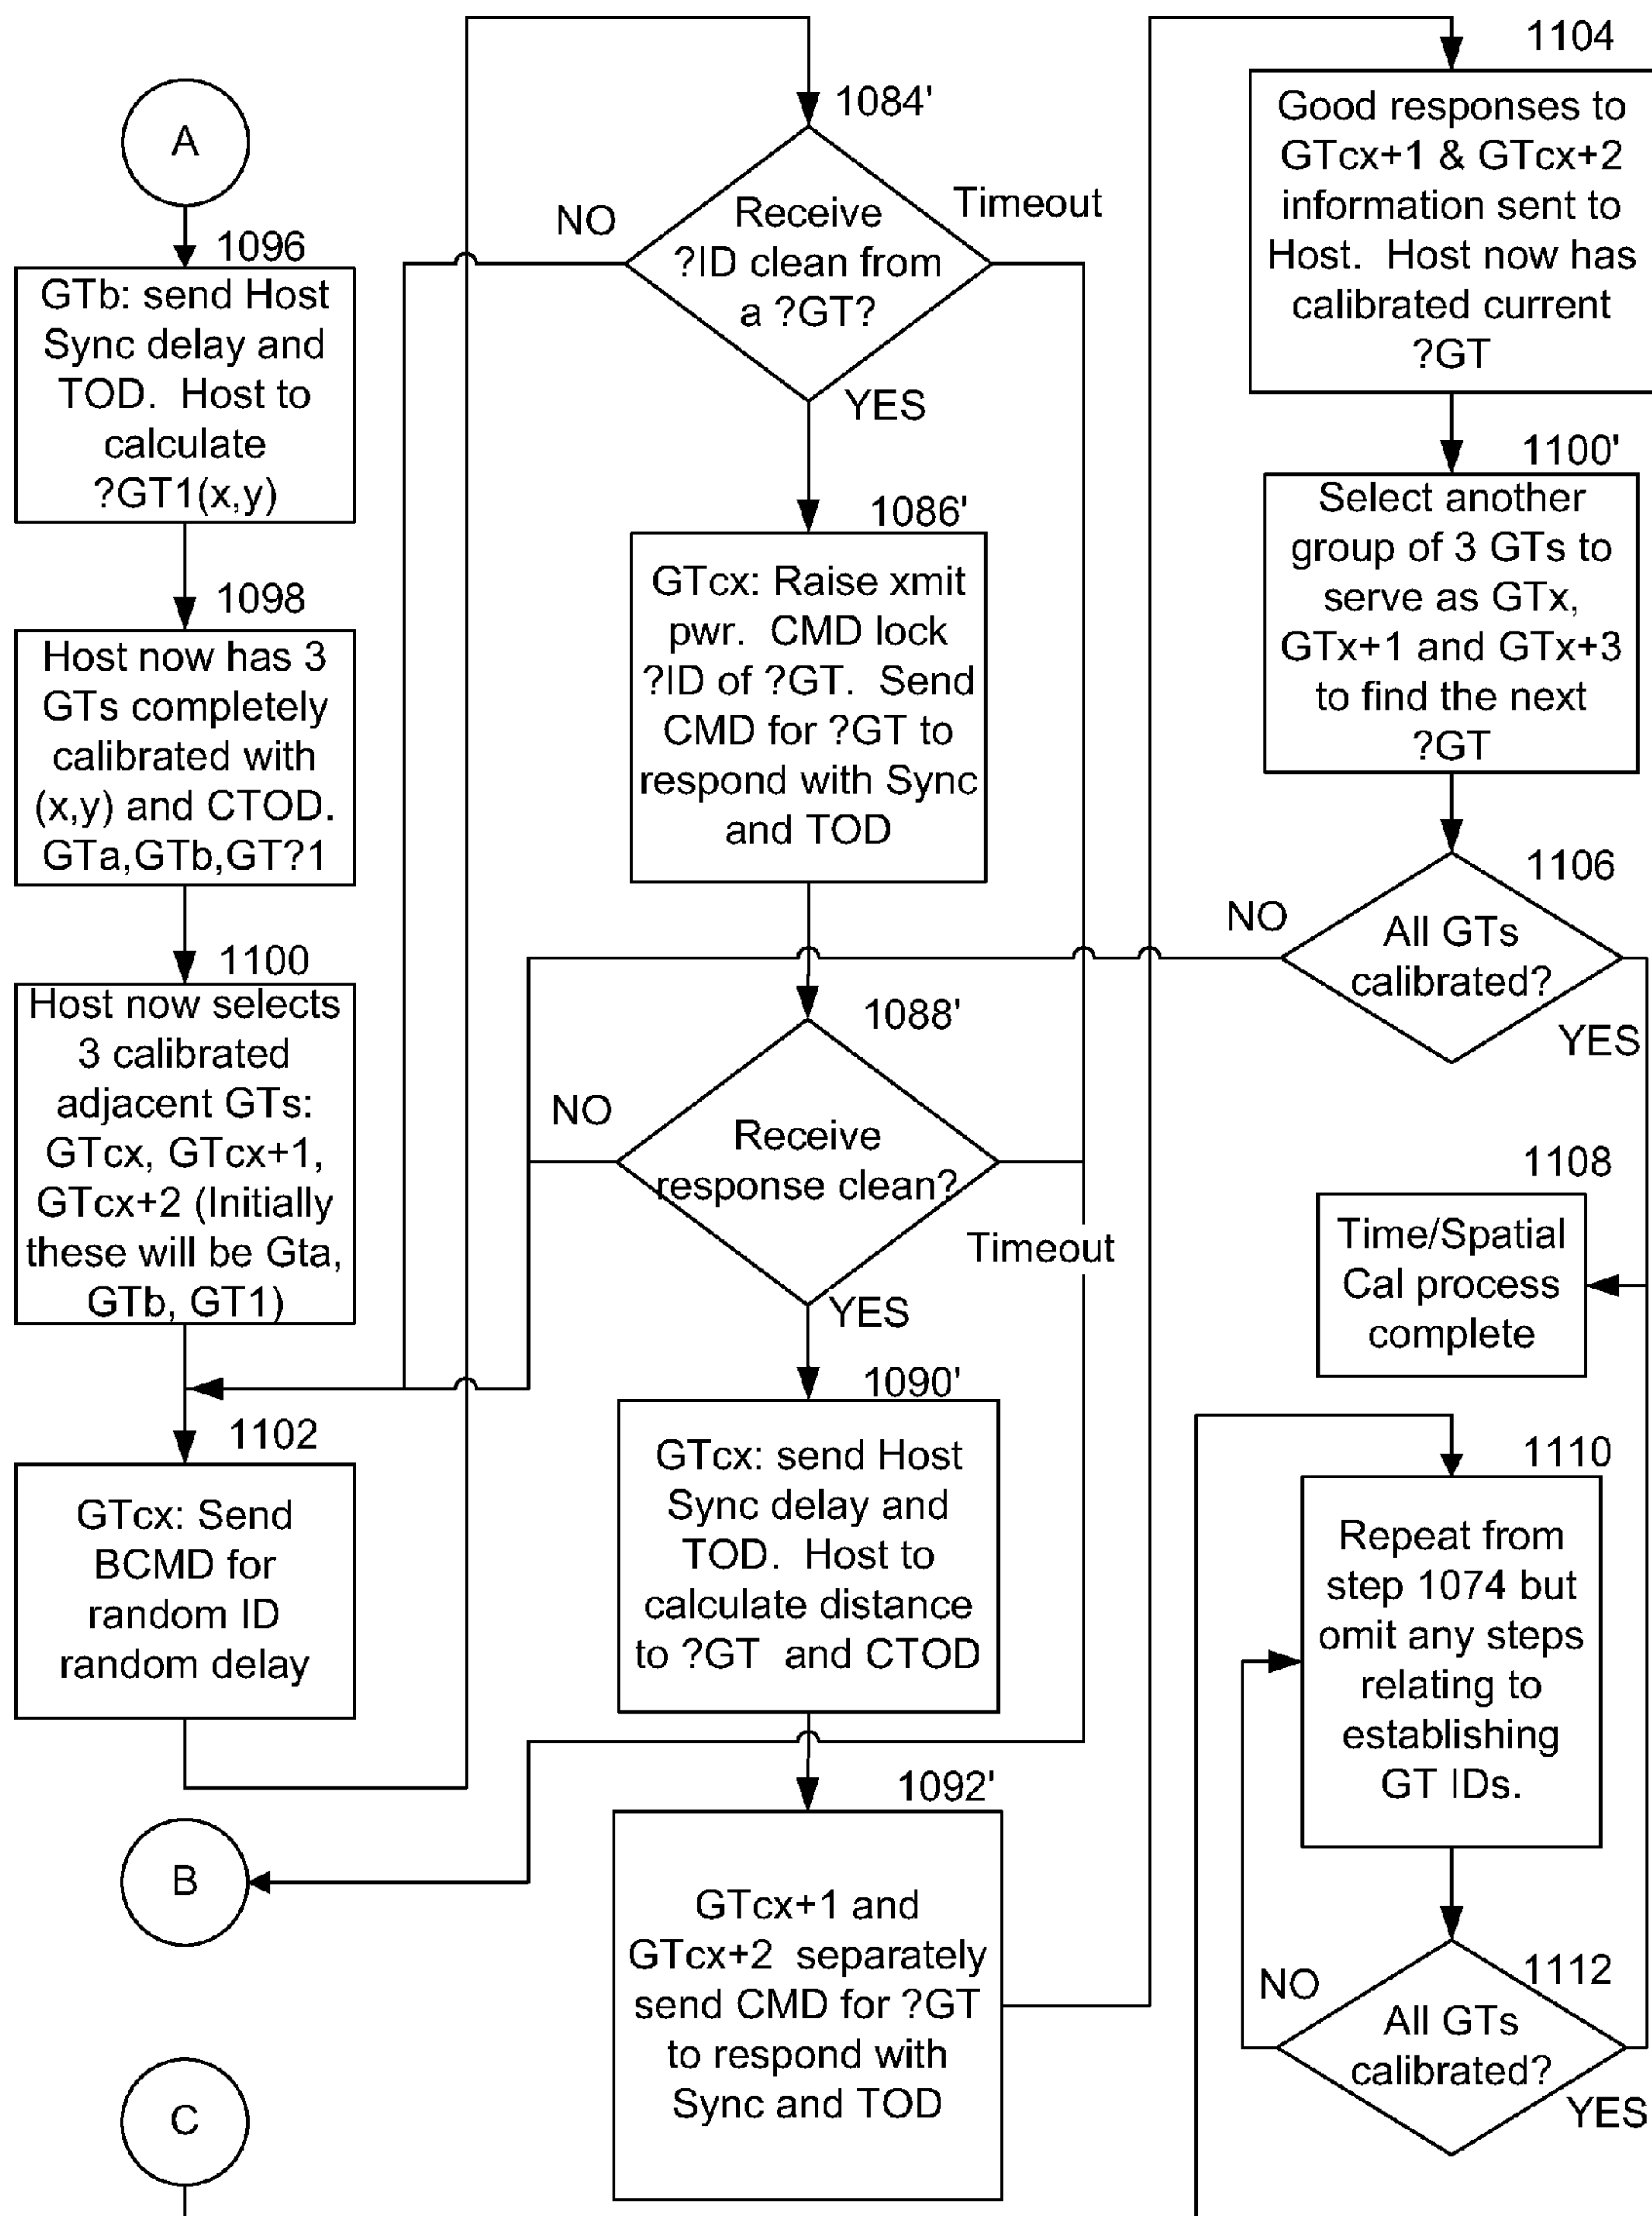 A
1096
GTb: send Host
Sync delay and
TOD. Host to
calculate
?GT1(x,y)
1098
Host now has 3
GTs completely
calibrated with
(x,y) and CTOD.
GTa,GTb,GT?1
1100
Host now selects
3 calibrated
adjacent GTs:
GTcx, GTcx+1,
GTcx+2 (Initially
these will be Gta,
GTb, GT1)
1102
GTcx: Send
BCMD for
random ID
random delay
B
C
1084'
NO
Receive
?ID clean from
a ?GT?
Timeout
YES
1086'
GTcx: Raise xmit
pwr. CMD lock
?ID of ?GT. Send
CMD for ?GT to
respond with Sync
and TOD
1088'
NO
Receive
response clean?
Timeout
YES
1090'
GTcx: send Host
Sync delay and
TOD. Host to
calculate distance
to ?GT and CTOD
1092'
GTcx+1 and
GTcx+2 separately
send CMD for ?GT
to respond with
Sync and TOD
1104
Good responses to
GTcx+1 & GTcx+2
information sent to
Host. Host now has
calibrated current
?GT
1100'
Select another
group of 3 GTs to
serve as GTx,
GTx+1 and GTx+3
to find the next
?GT
1106
NO
All GTs
calibrated?
YES
1108
Time/Spatial
Cal process
complete
1110
Repeat from
step 1074 but
omit any steps
relating to
establishing
GT IDs.
1112
NO
All GTs
calibrated?
YES